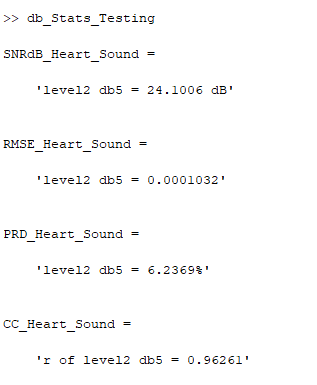 >> db_Stats_Testing
SNRdB_Heart_Sound =
'level2 db5 = 24.1006 dB'
RMSE_Heart_Sound =
'level2 db5 = 0.0001032'
PRD_Heart_Sound =
'level2 db5 = 6.2369%'
CC_Heart_Sound =
'r of level2 db5 = 0.96261'